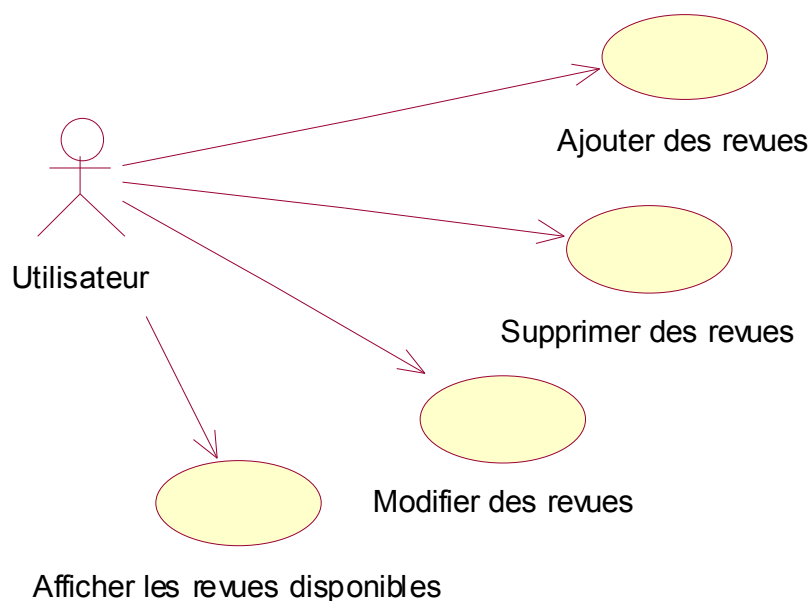 Ajouter des revues
Utilisateur
Supprimer des revues
Modifier des revues
Afficher les revues disponibles